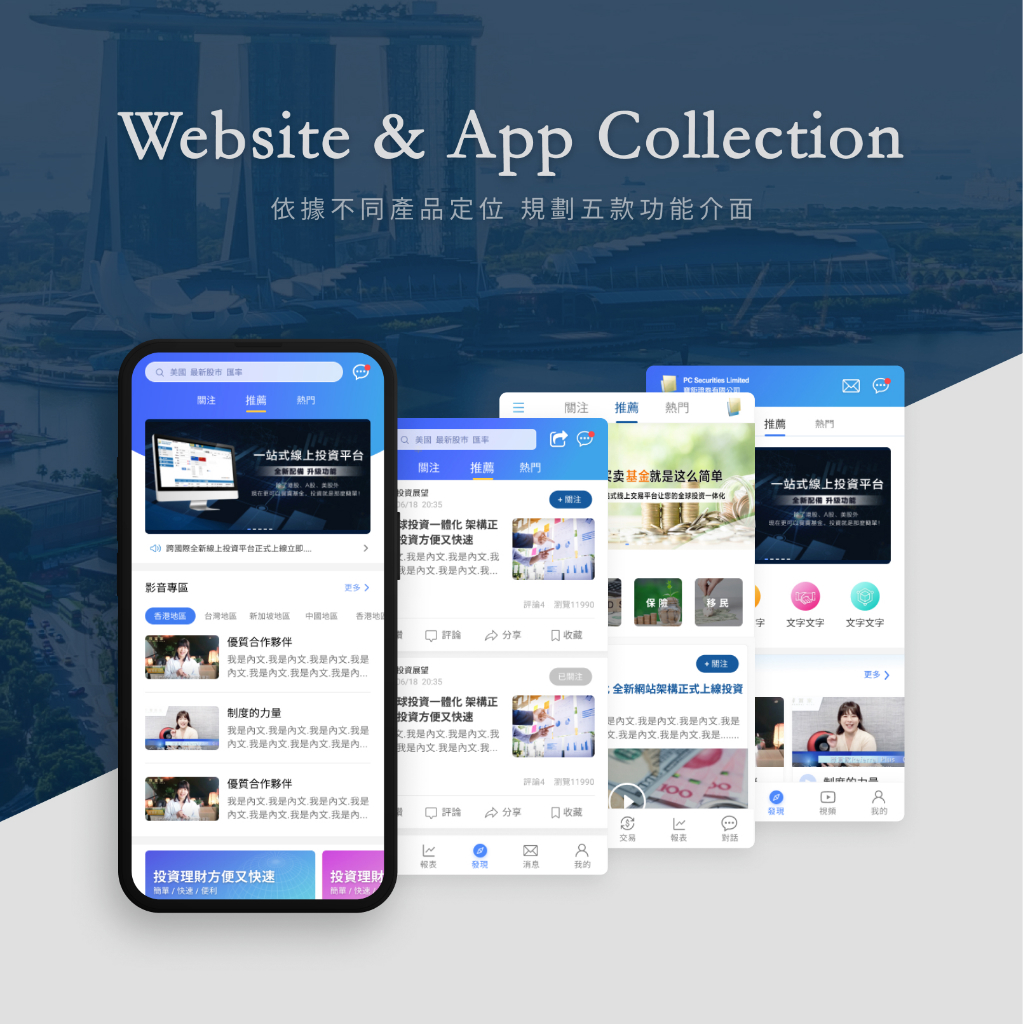 Website & App Collection
依據不同產品定位 規劃五款功能介面
美國 最新股市 匯率
關注 推薦 熱門
一站式線上投資平台
全新配備 升級功能
除了港股、A股、美股外
現在更可以投資基金，投資就是那麼簡單!
跨國際全新線上投資平台正式上線立即....
影音專區 更多
香港地區 台灣地區 新加坡地區 中國地區 香港地
優質合作夥伴
我是內文.我是內文.我是內文.我是
內文.我是內文.我是內文.我是內...
制度的力量
我是內文.我是內文.我是內文.我是
內文.我是內文.我是內文.我是內...
優質合作夥伴
我是內文.我是內文.我是內文.我是
內文.我是內文.我是內文.我是內...
投資理財方便又快速
簡單 / 快速 / 便利
投資理財
簡單 / 快速 /
美國 最新股市 匯率
關注 推薦 熱門
投資展望
06/18 20:35
+ 關注
球投資一體化 架構正
投資方便又快速
文.我是內文.我是內文.我
我是內文.我是內文.我...
評論4 瀏覽11990
評論 分享 收藏
投資展望
06/18 20:35
已關注
球投資一體化 架構正
投資方便又快速
文.我是內文.我是內文.我
我是內文.我是內文.我...
評論4 瀏覽11990
評論 分享 收藏
報表 發現 消息 我的
關注 推薦 熱門
买卖基金就是这么简单
式线上交易平台让您的全球投资一体化
保險 移民
+ 關注
全新網站架構正式上線投資
是內文.我是內文.我是內文.我是
文.我是內文.我是內文.我是.......
100
交易 報表 對話
PC Securities Limited
寶鉅證券有限公司
推薦 熱門
一站式線上投資平台
全新配備 升級功能
除了港股、A股、美股外
現在更可以投資基金，投資就是那麼簡單!
字 文字文字 文字文字
更多
制度的力量
發現 視頻 我的